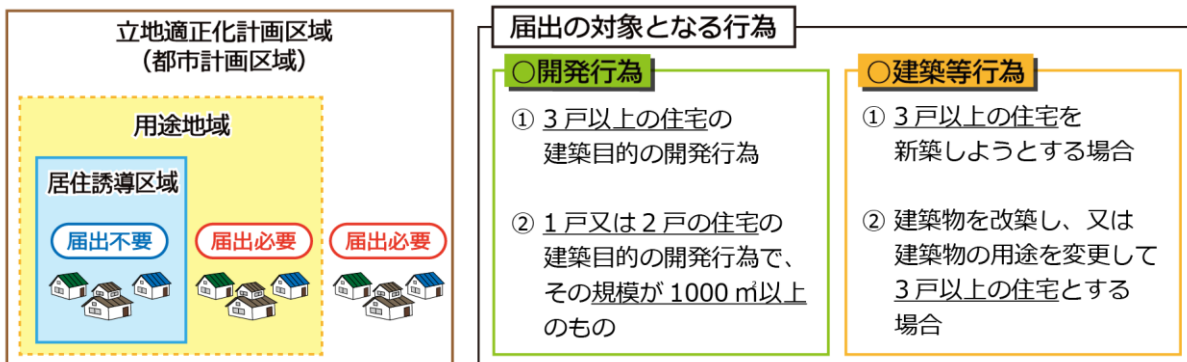 立地適正化計画区域
（都市計画区域）
用途地域
居住誘導区域
届出不要
届出必要
届出必要
届出の対象となる行為
○開発行為
① 3戸以上の住宅の
建築目的の開発行為
② 1戸又は2戸の住宅の
建築目的の開発行為で、
その規模が 1000 ㎡以上
のもの
○建築等行為
① 3戸以上の住宅を
新築しようとする場合
② 建築物を改築し、又は
建築物の用途を変更して
3戸以上の住宅とする
場合